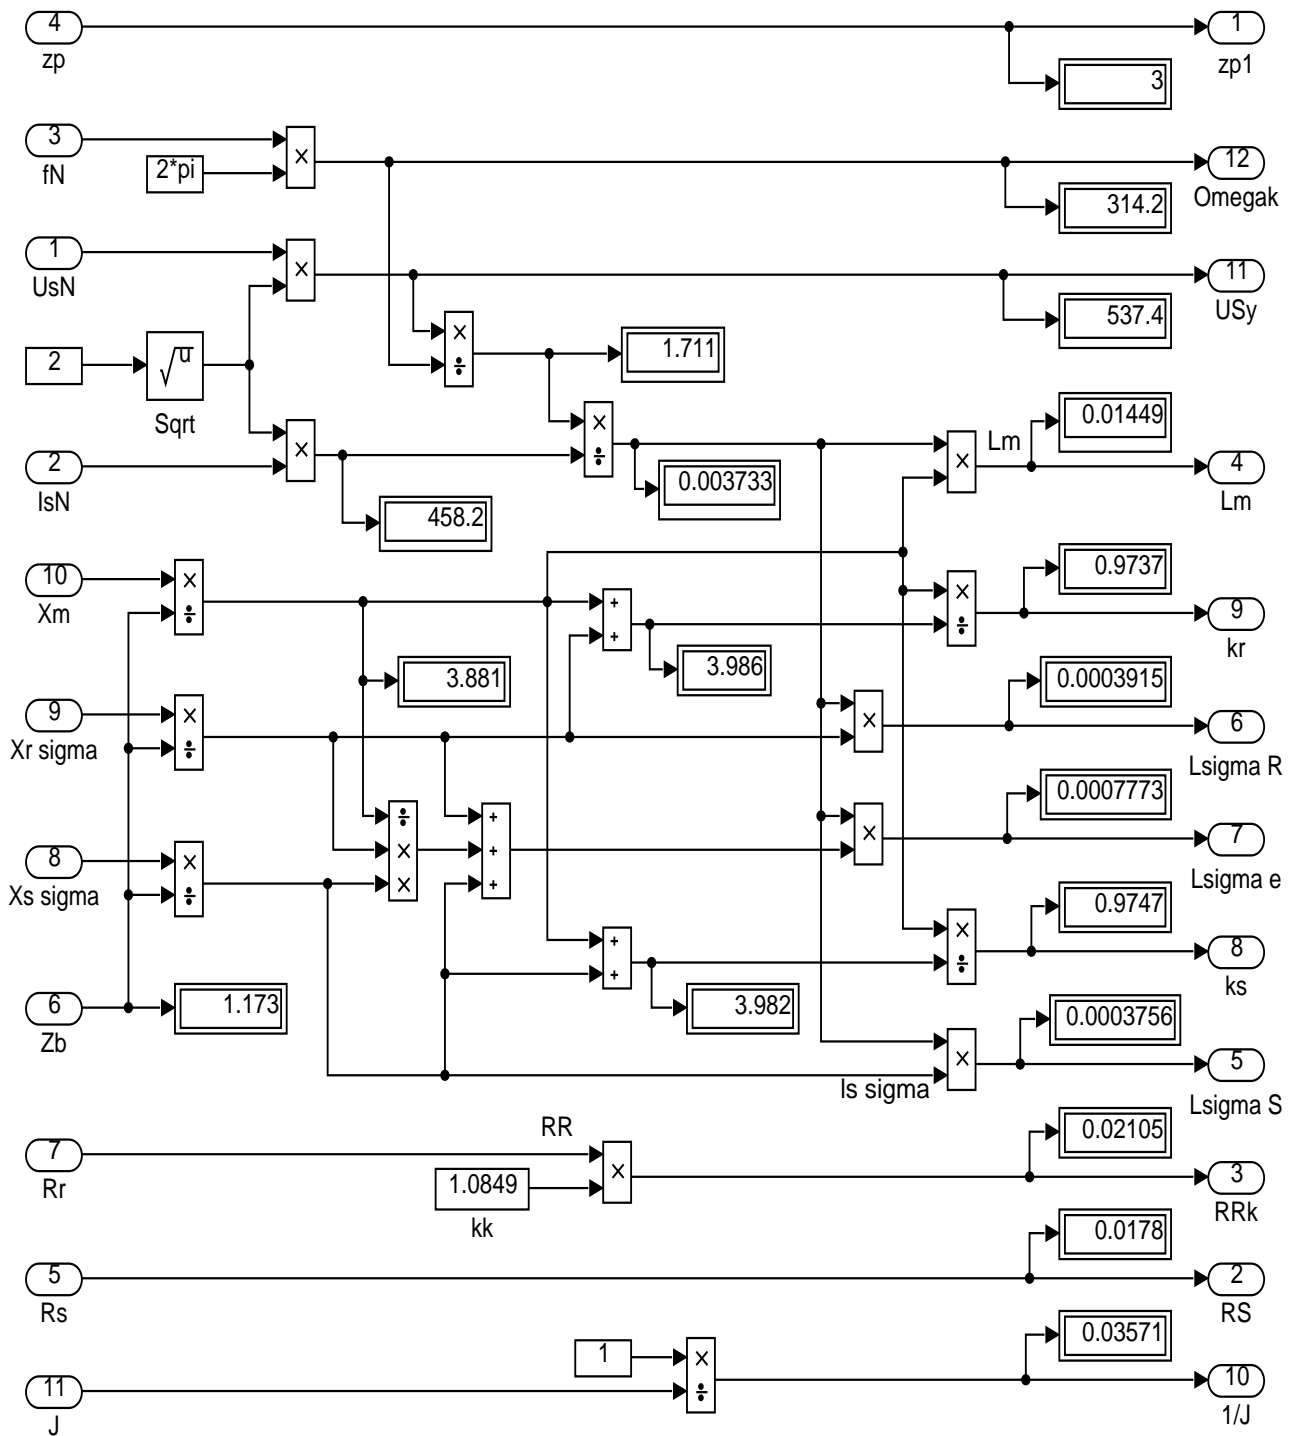 4
zp
1
zp1
3
3
fN
2*pi
×
12
Omegak
314.2
1
UsN
×
11
USy
537.4
2
√u
Sqrt
×
÷
1.711
×
÷
0.01449
Lm
×
4
Lm
2
IsN
×
0.003733
458.2
10
Xm
×
÷
+
+
3.986
0.9737
×
÷
9
kr
3.881
9
Xr sigma
×
÷
0.0003915
×
6
Lsigma R
8
Xs sigma
×
÷
÷
×
×
+
+
+
0.0007773
×
7
Lsigma e
0.9747
+
+
×
÷
8
ks
6
Zb
1.173
3.982
0.0003756
×
Is sigma
5
Lsigma S
7
Rr
RR
1.0849
kk
×
0.02105
3
RRk
5
Rs
0.0178
2
RS
11
J
1
×
÷
0.03571
10
1/J